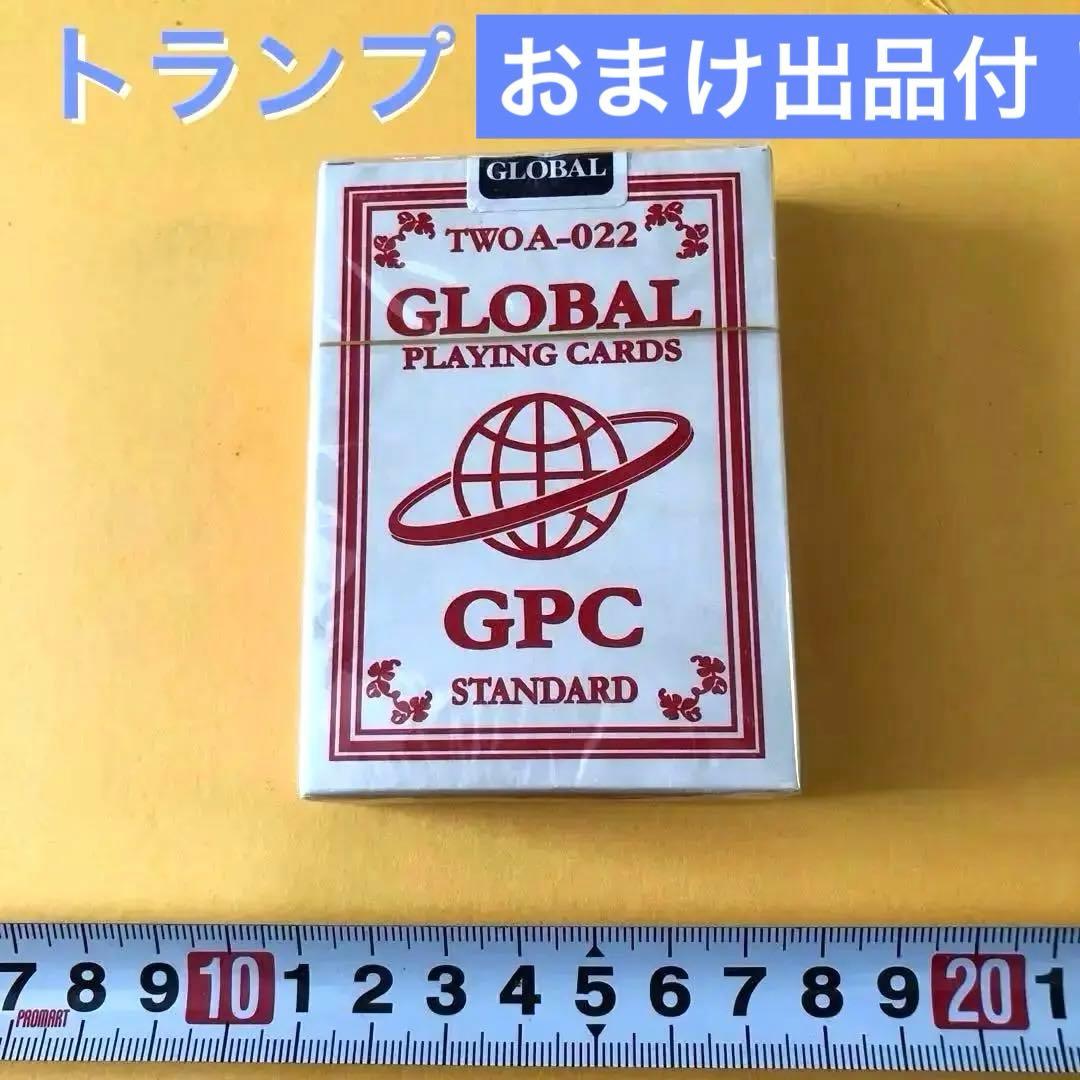 トランプ おまけ出品付
GLOBAL
TWOA-022
GLOBAL
PLAYING CARDS
GPC
STANDARD
7 8 9 10 1 2 3 4 5 6 7 8 9 20 1
PROMART